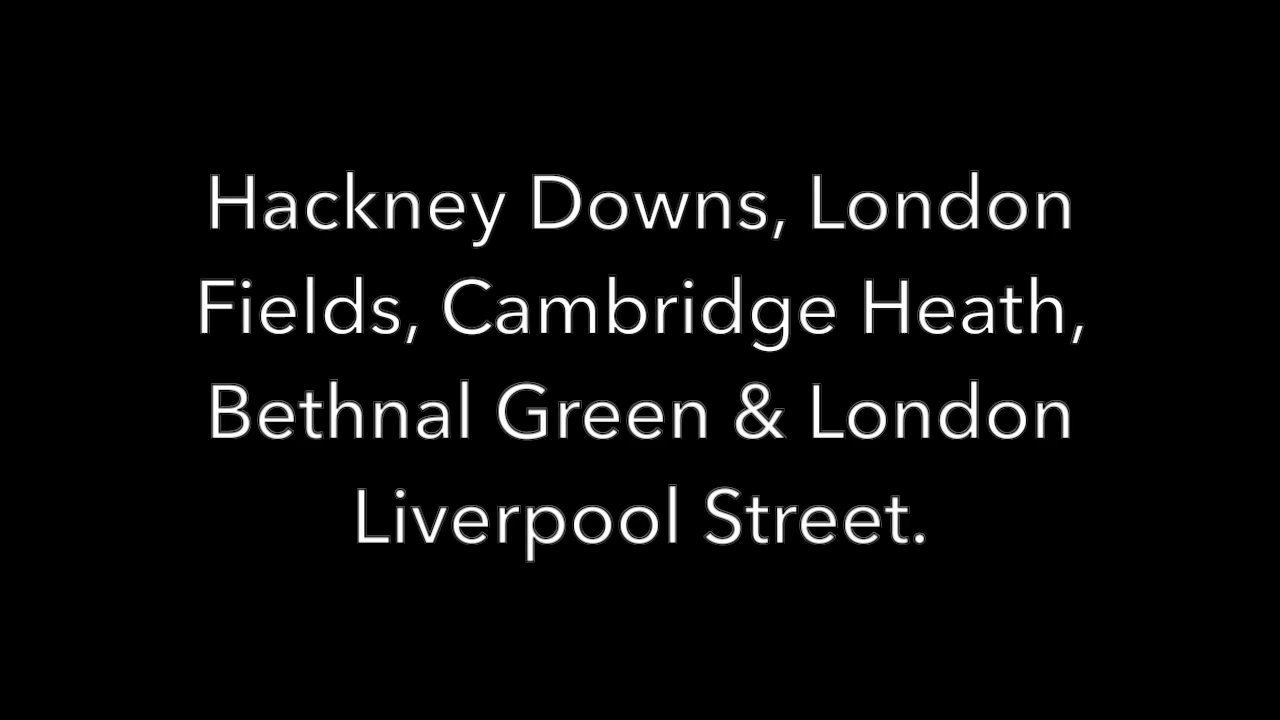 Hackney Downs, London
Fields, Cambridge Heath,
Bethnal Green & London
Liverpool Street.